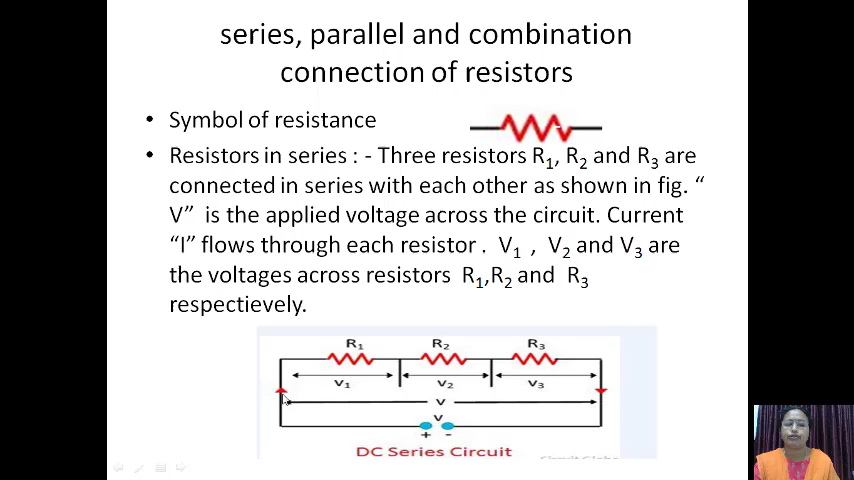 series, parallel and combination
connection of resistors
• Symbol of resistance
• Resistors in series : - Three resistors R1, R2 and R3 are
connected in series with each other as shown in fig. “
V” is the applied voltage across the circuit. Current
“I” flows through each resistor . V1 , V2 and V3 are
the voltages across resistors R1,R2 and R3
respectievely.
R1 R2 R3
V1 V2 V3
V
V
+ -
DC Series Circuit